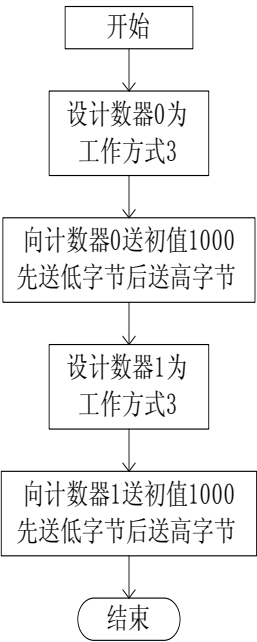 开始
设计数器0为
工作方式3
向计数器0送初值1000
先送低字节后送高字节
设计数器1为
工作方式3
向计数器1送初值1000
先送低字节后送高字节
结束